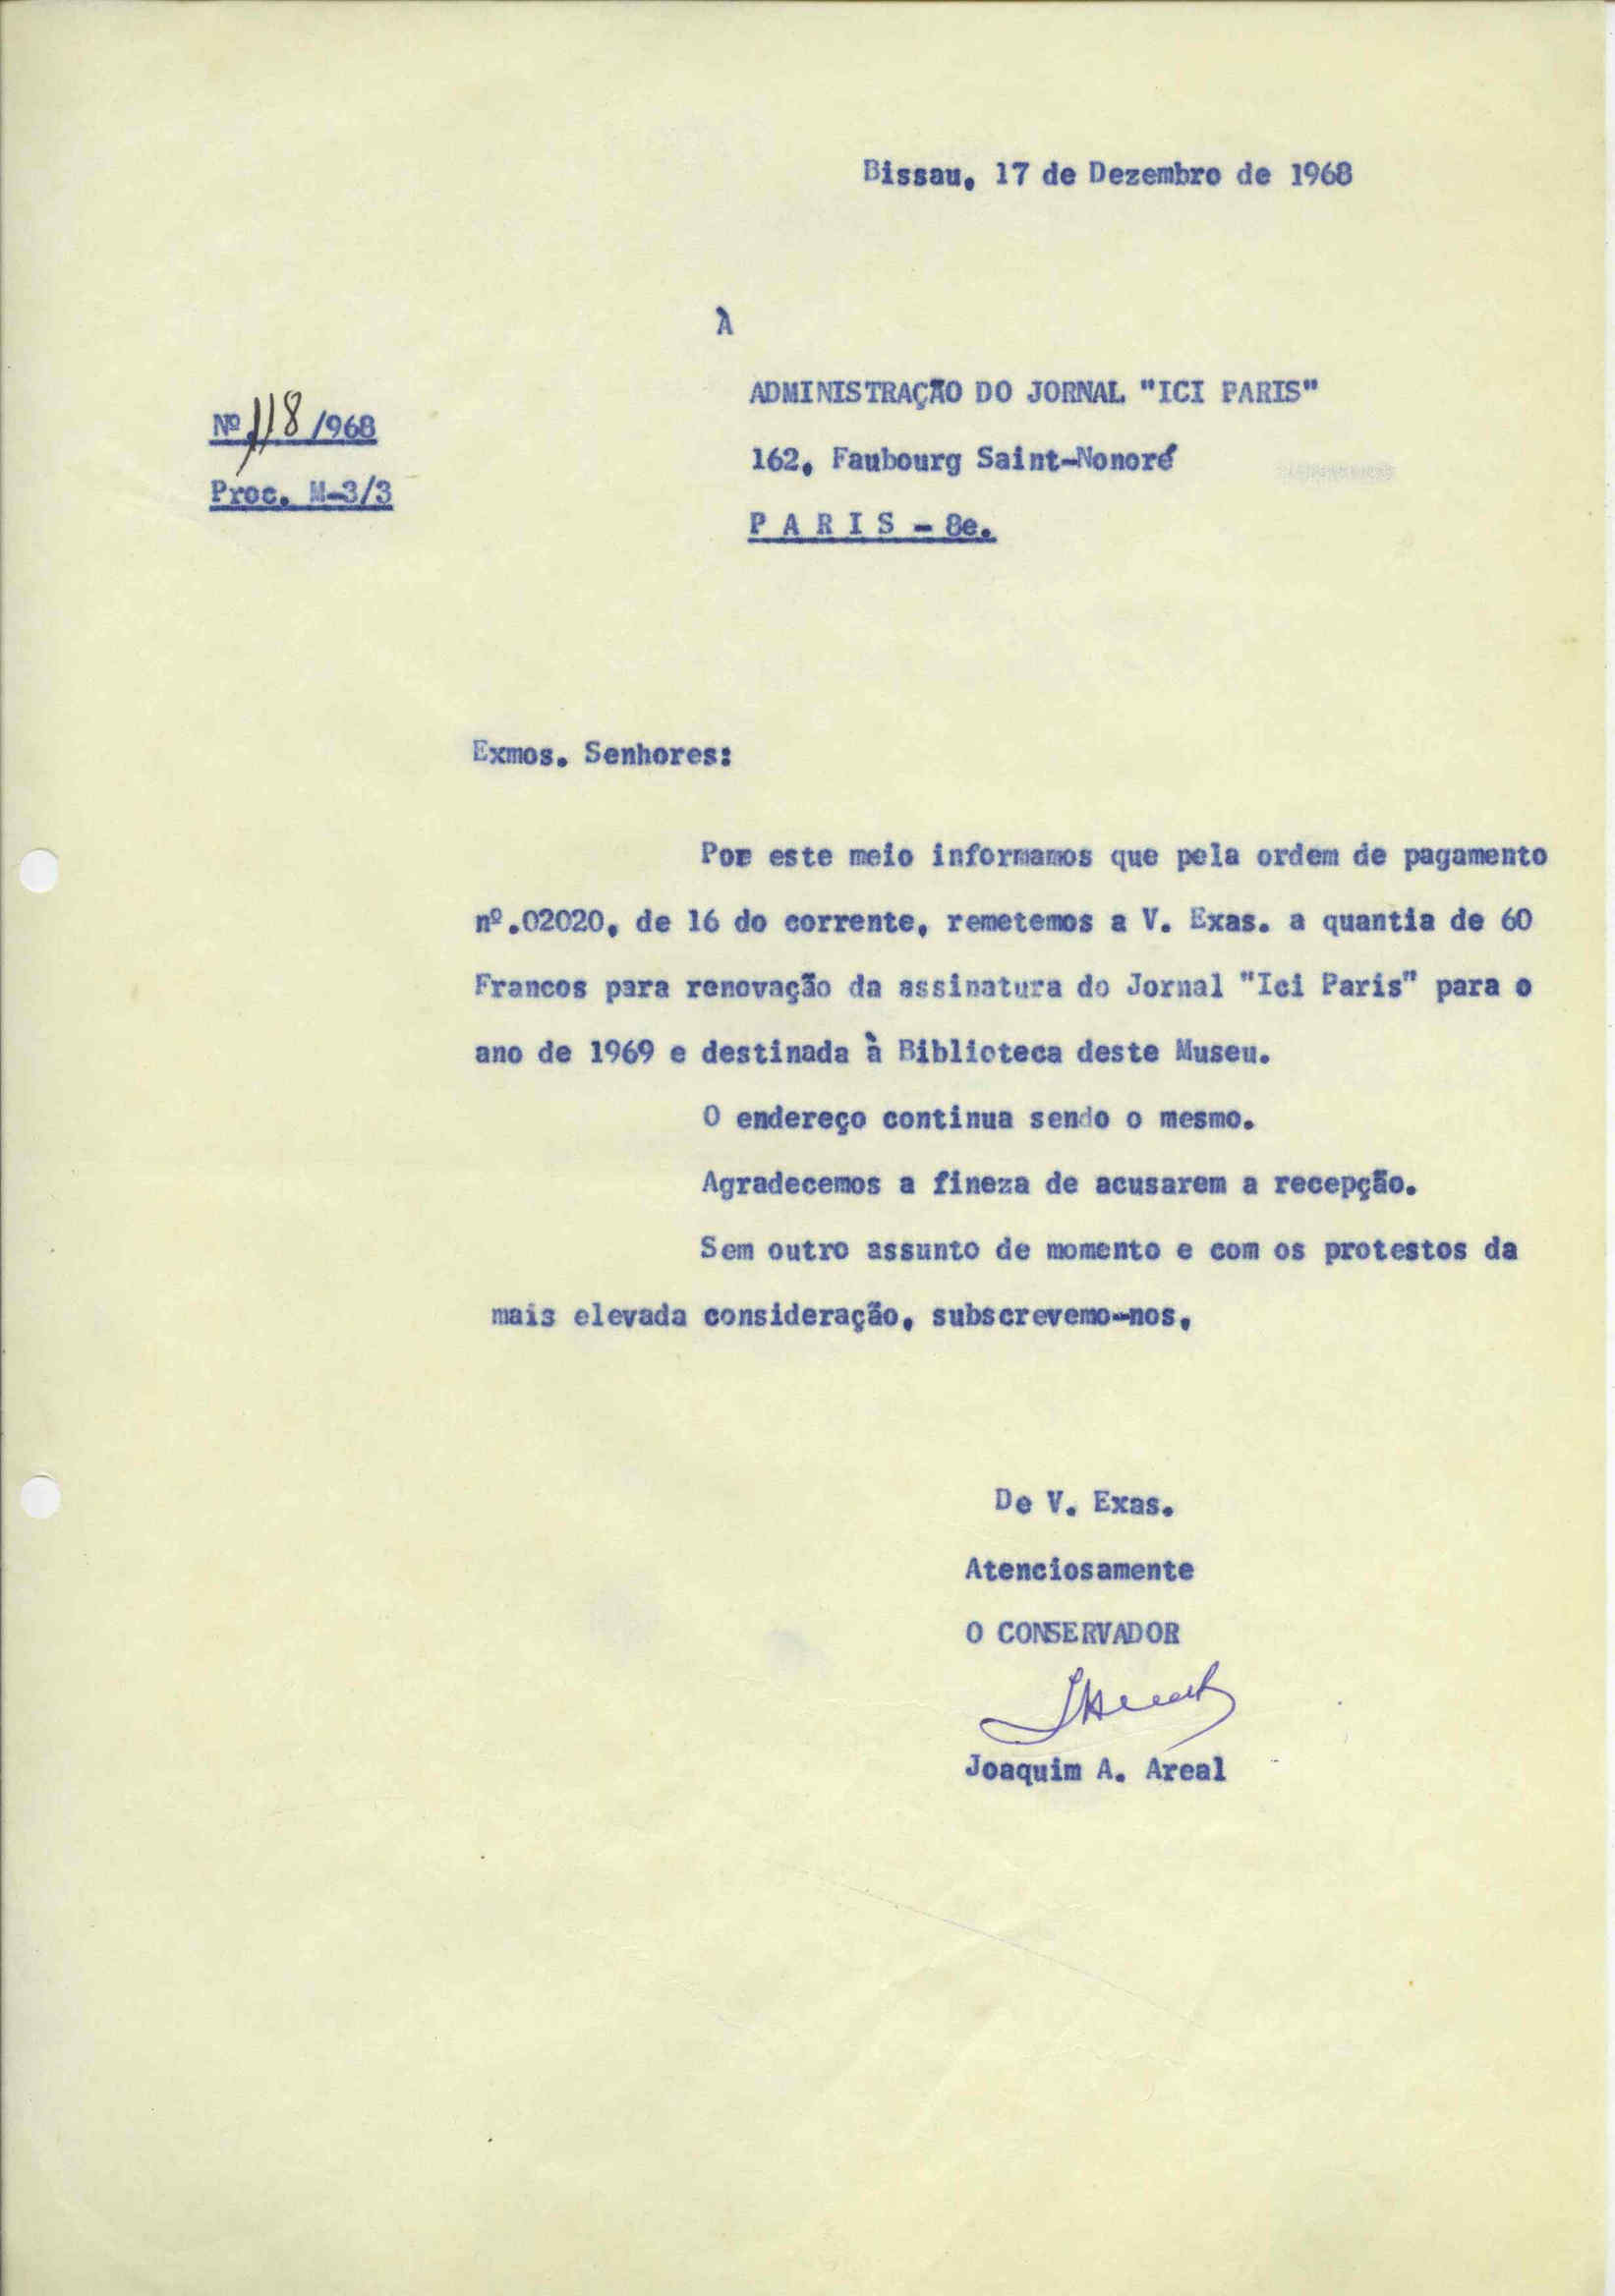 Bissau, 17 de Dezembro de 1968
À
ADMINISTRAÇÃO DO JORNAL "ICI PARIS"
Nº 118/968
162, Faubourg Saint-Nonoré
Proc. M-3/3
P A R I S - 8e.
Exmos. Senhores:
Por este meio informamos que pela ordem de pagamento
nº.02020, de 16 do corrente, remetemos a V. Exas. a quantia de 60
Francos para renovação da assinatura do Jornal "Ici Paris" para o
ano de 1969 e destinada à Biblioteca deste Museu.
O endereço continua sendo o mesmo.
Agradecemos a fineza de acusarem a recepção.
Sem outro assunto de momento e com os protestos da
mais elevada consideração, subscrevemo-nos,
De V. Exas.
Atenciosamente
O CONSERVADOR
JAreal
Joaquim A. Areal